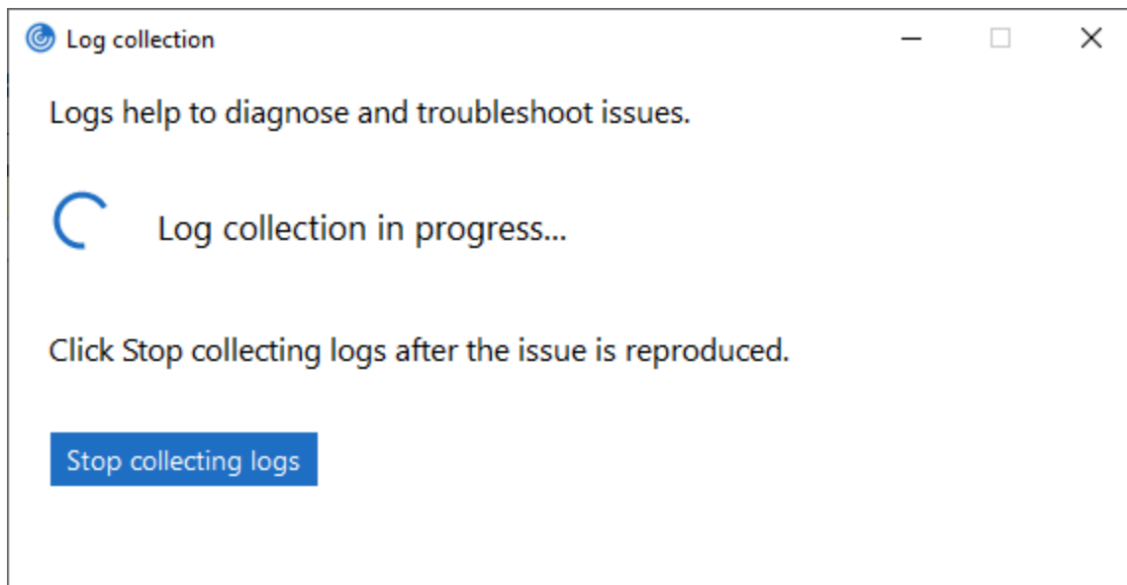 Log collection
Logs help to diagnose and troubleshoot issues.
Log collection in progress...
Click Stop collecting logs after the issue is reproduced.
Stop collecting logs